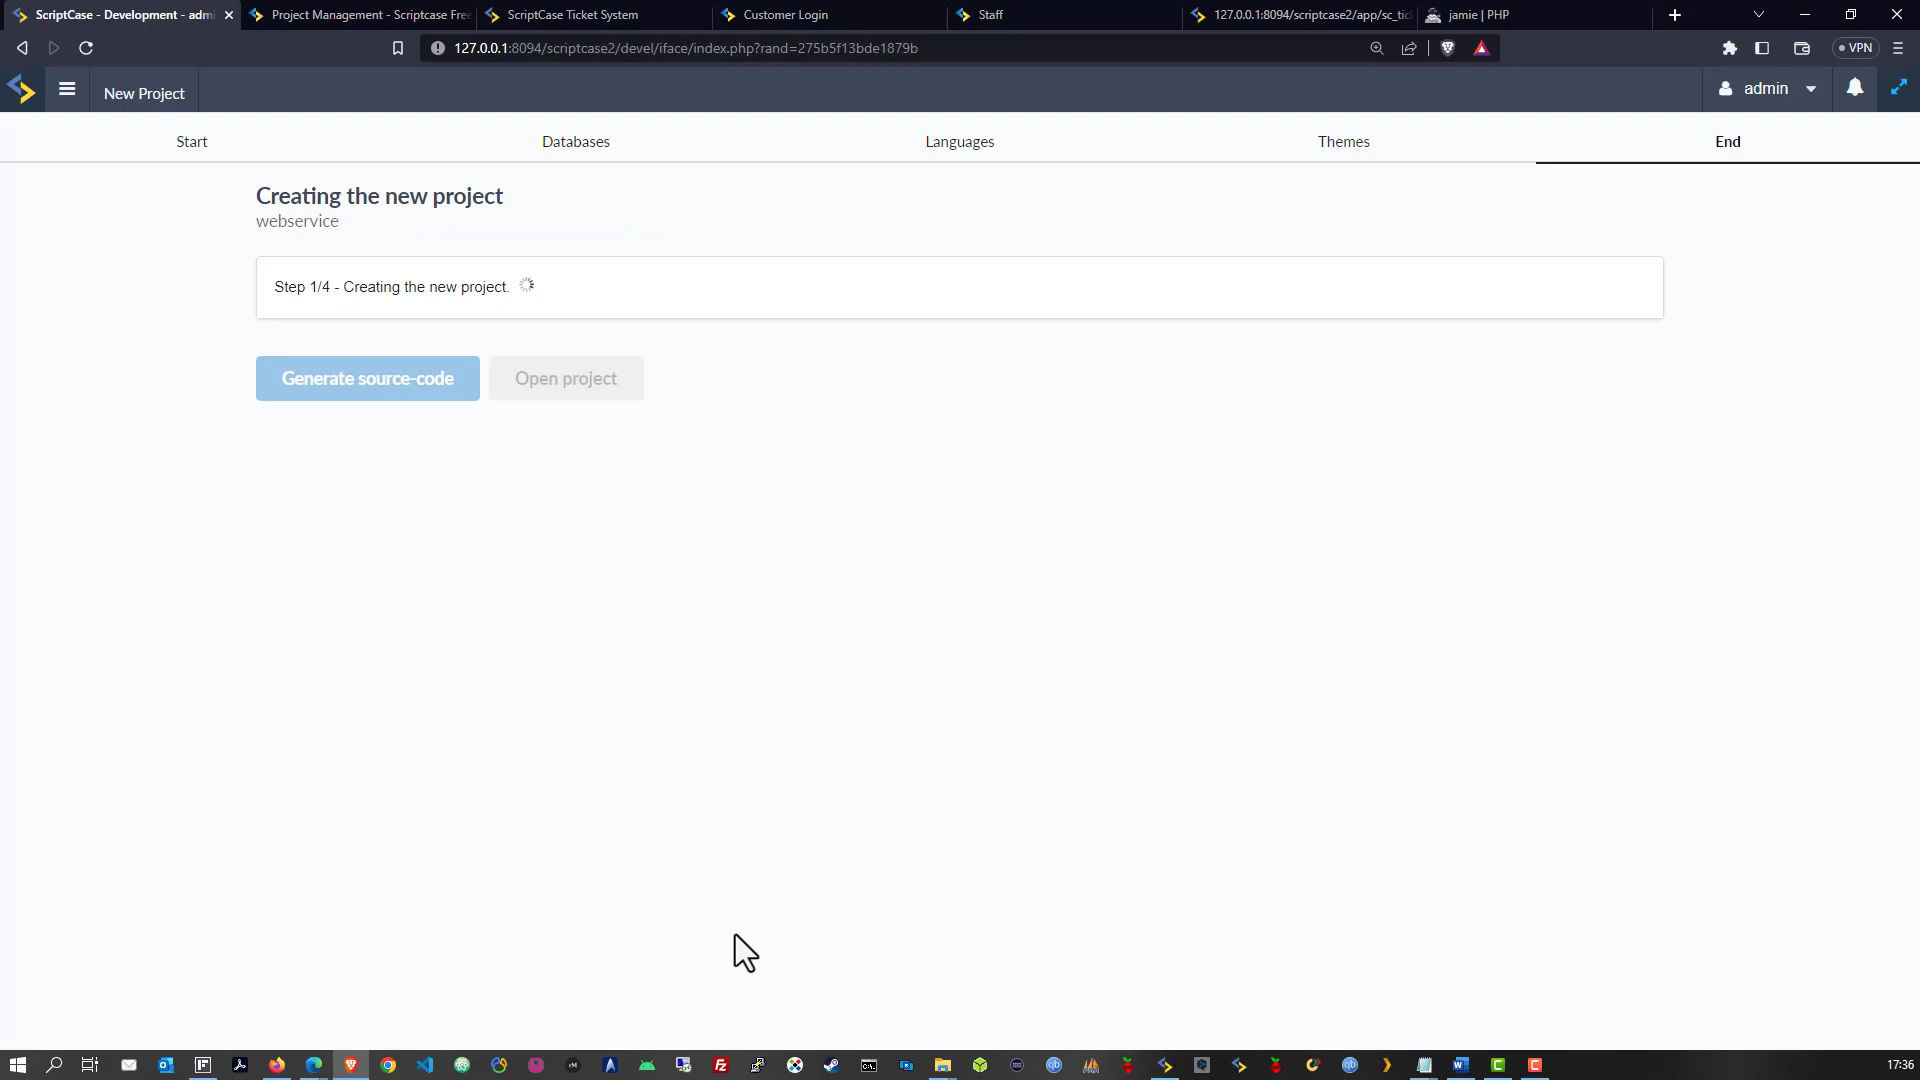 ScriptCase - Development - admi
Project Management - Scriptcase Free
ScriptCase Ticket System
Customer Login
Staff
127.0.0.1:8094/scriptcase2/app/sc_tic
jamie | PHP
127.0.0.1:8094/scriptcase2/devel/iface/index.php?rand=275b5f13bde1879b
VPN
New Project
admin
Start
Databases
Languages
Themes
End
Creating the new project
webservice
Step 1/4 - Creating the new project.
Generate source-code
Open project
17:36